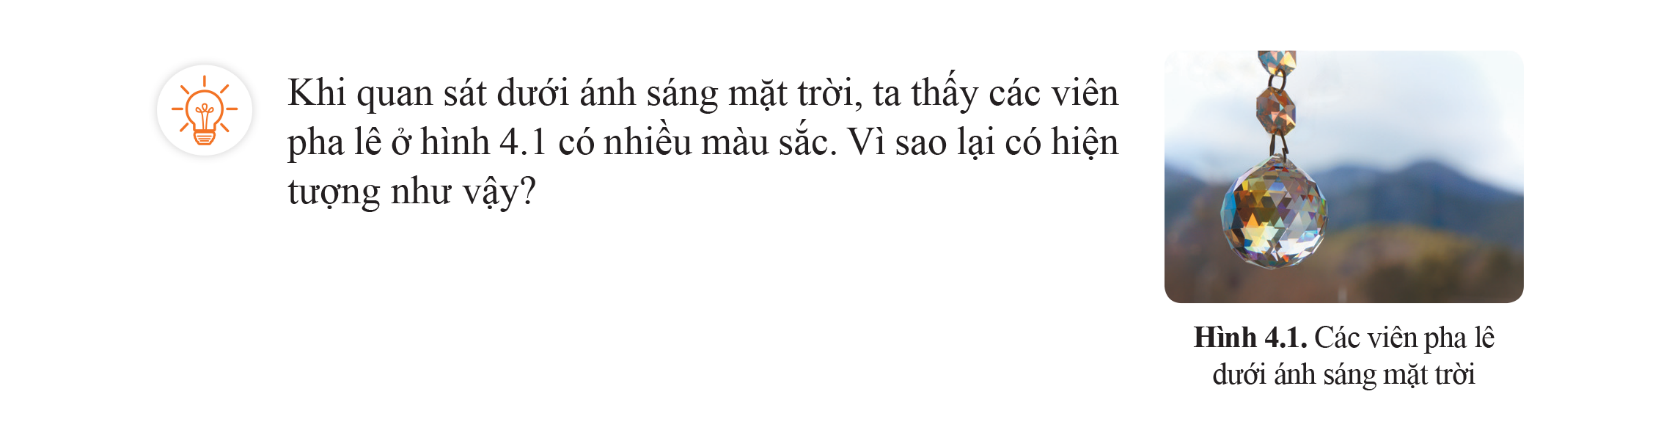 Khi quan sát dưới ánh sáng mặt trời, ta thấy các viên
pha lê ở hình 4.1 có nhiều màu sắc. Vì sao lại có hiện
tượng như vậy?
Hình 4.1. Các viên pha lê
dưới ánh sáng mặt trời